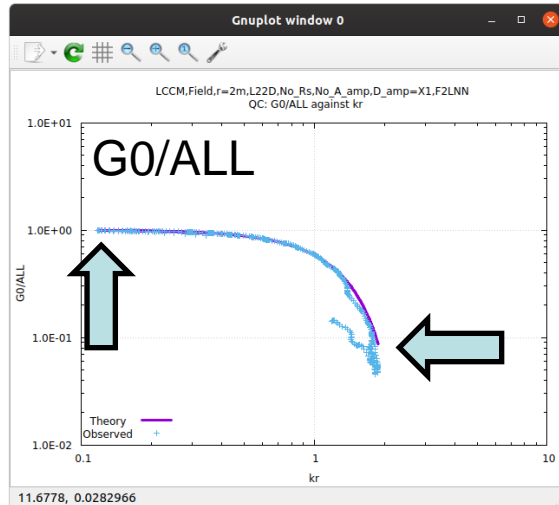 Gnuplot window 0
LCCM,Field,r=2m,L22D,No_Rs,No_A_amp,D_amp=X1,F2LNN
QC: G0/ALL against kr
1.0E+01
G0/ALL
1.0E+00
G0/ALL
1.0E-01
Theory
Observed
1.0E-02
0.1
1
10
kr
11.6778, 0.0282966